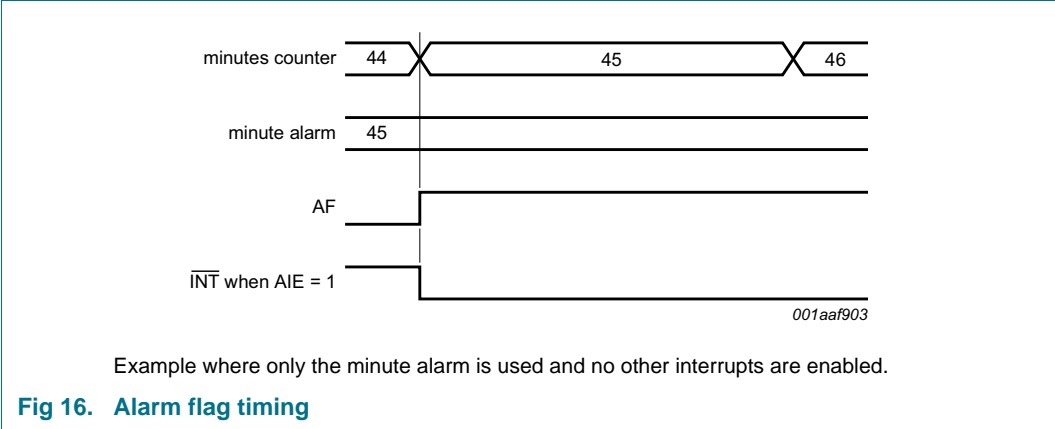 minutes counter 44 45 46
minute alarm 45
AF
INT when AIE = 1
001aaf903
Example where only the minute alarm is used and no other interrupts are enabled.
Fig 16. Alarm flag timing